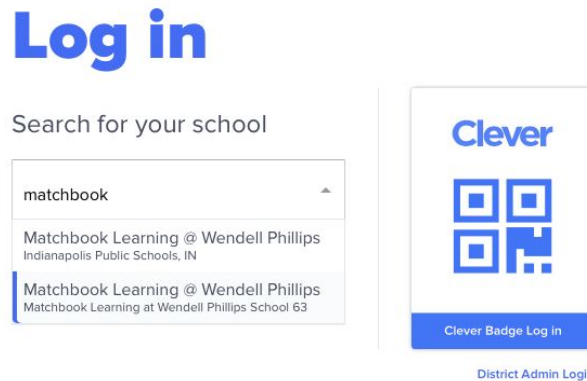 Log in
Search for your school
matchbook
Matchbook Learning @ Wendell Phillips
Indianapolis Public Schools, IN
Matchbook Learning @ Wendell Phillips
Matchbook Learning at Wendell Phillips School 63
Clever
Clever Badge Log in
District Admin Logi